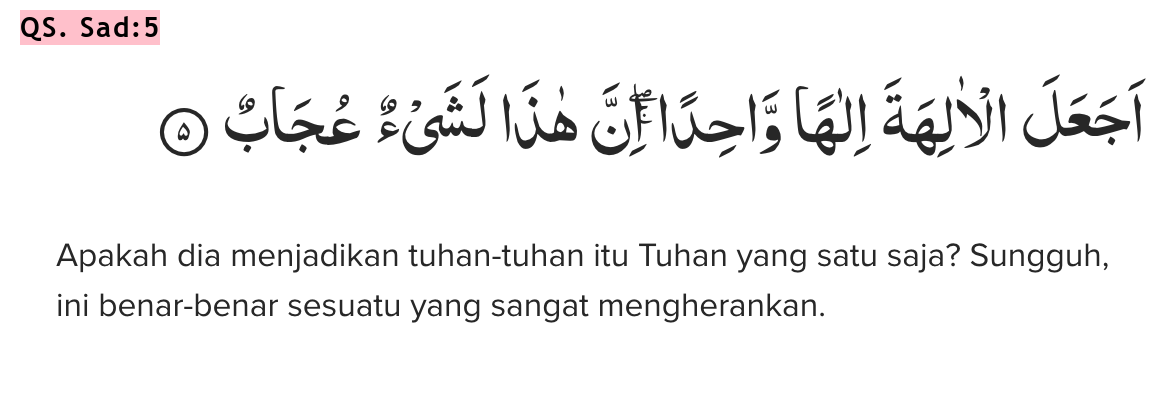 QS. Sad:5
اَجَعَلَ الْاٰلِهَةَ اِلٰهًا وَّاحِدًا ۖاِنَّ هٰذَا لَشَيْءٌ عُجَابٌ ٥
Apakah dia menjadikan tuhan-tuhan itu Tuhan yang satu saja? Sungguh,
ini benar-benar sesuatu yang sangat mengherankan.